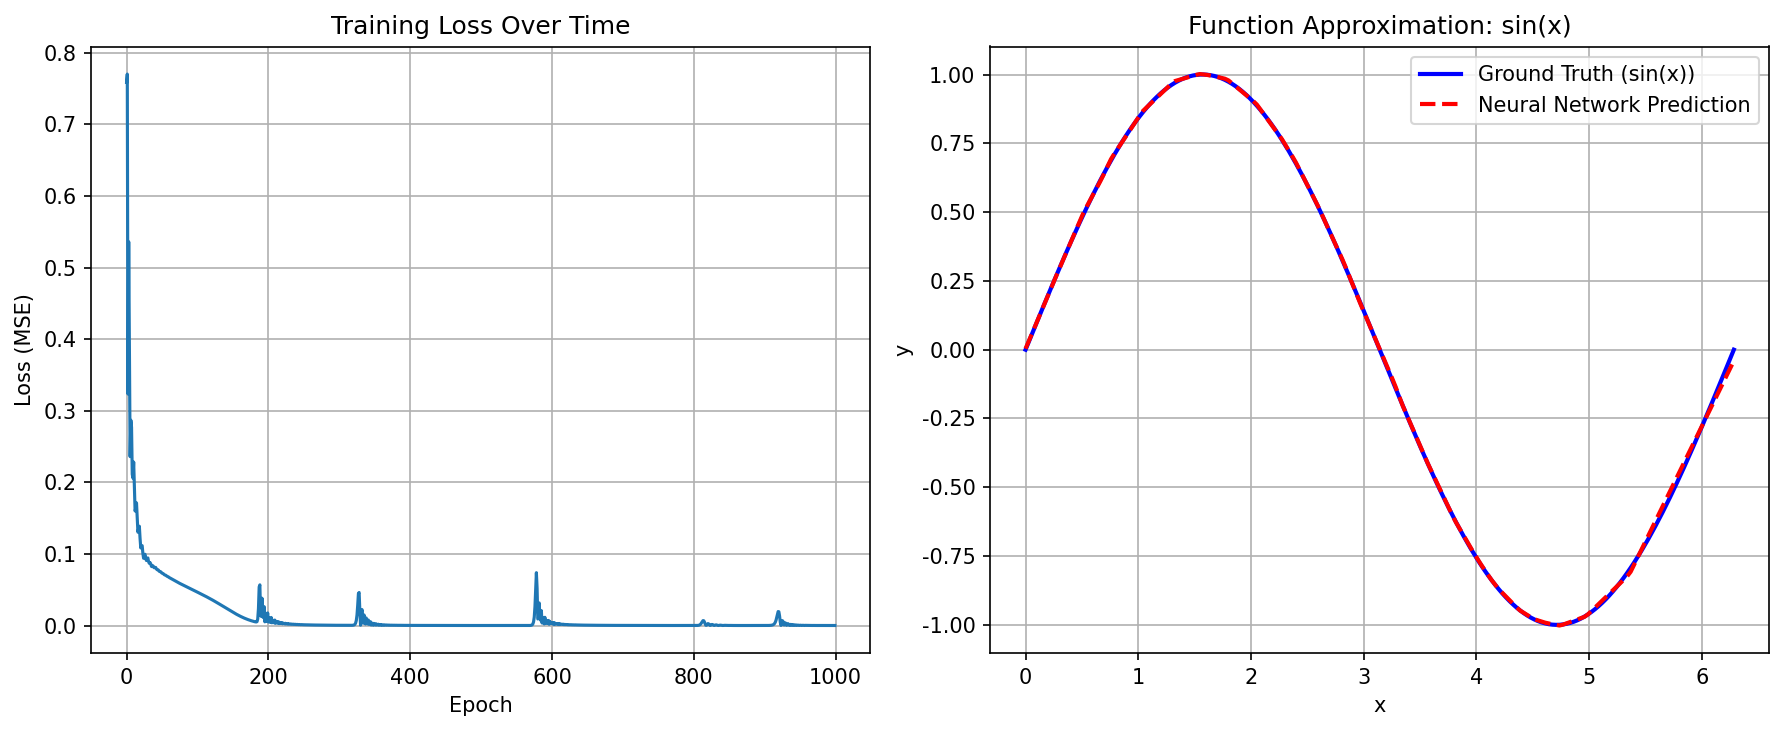 Training Loss Over Time
0.8
0.7
0.6
0.5
0.4
0.3
0.2
0.1
0.0
Loss (MSE)
0 200 400 600 800 1000
Epoch
Function Approximation: sin(x)
Ground Truth (sin(x))
Neural Network Prediction
1.00
0.75
0.50
0.25
0.00
-0.25
-0.50
-0.75
-1.00
y
0 1 2 3 4 5 6
x